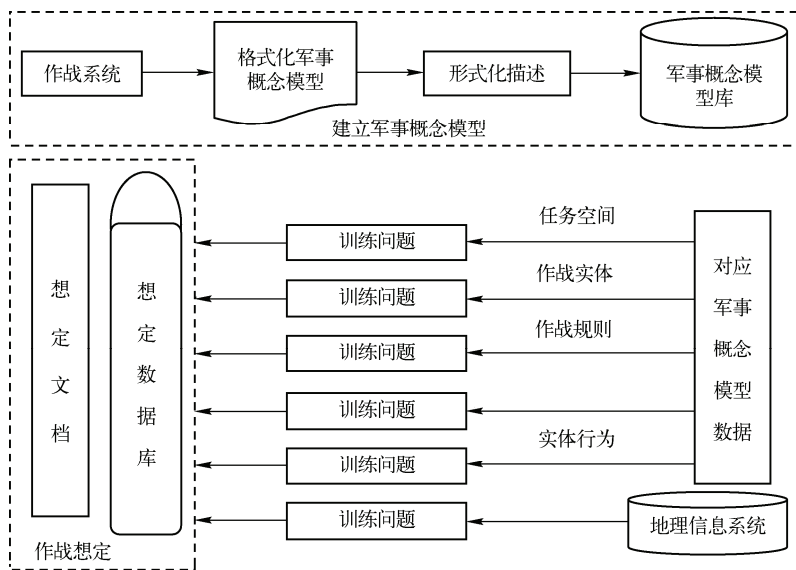 作战系统
格式化军事
概念模型
形式化描述
军事概念模
型库
建立军事概念模型
想定文档
想定数据库
作战想定
训练问题
训练问题
训练问题
训练问题
训练问题
训练问题
任务空间
作战实体
作战规则
实体行为
对应
军事
概念
模型
数据
地理信息系统